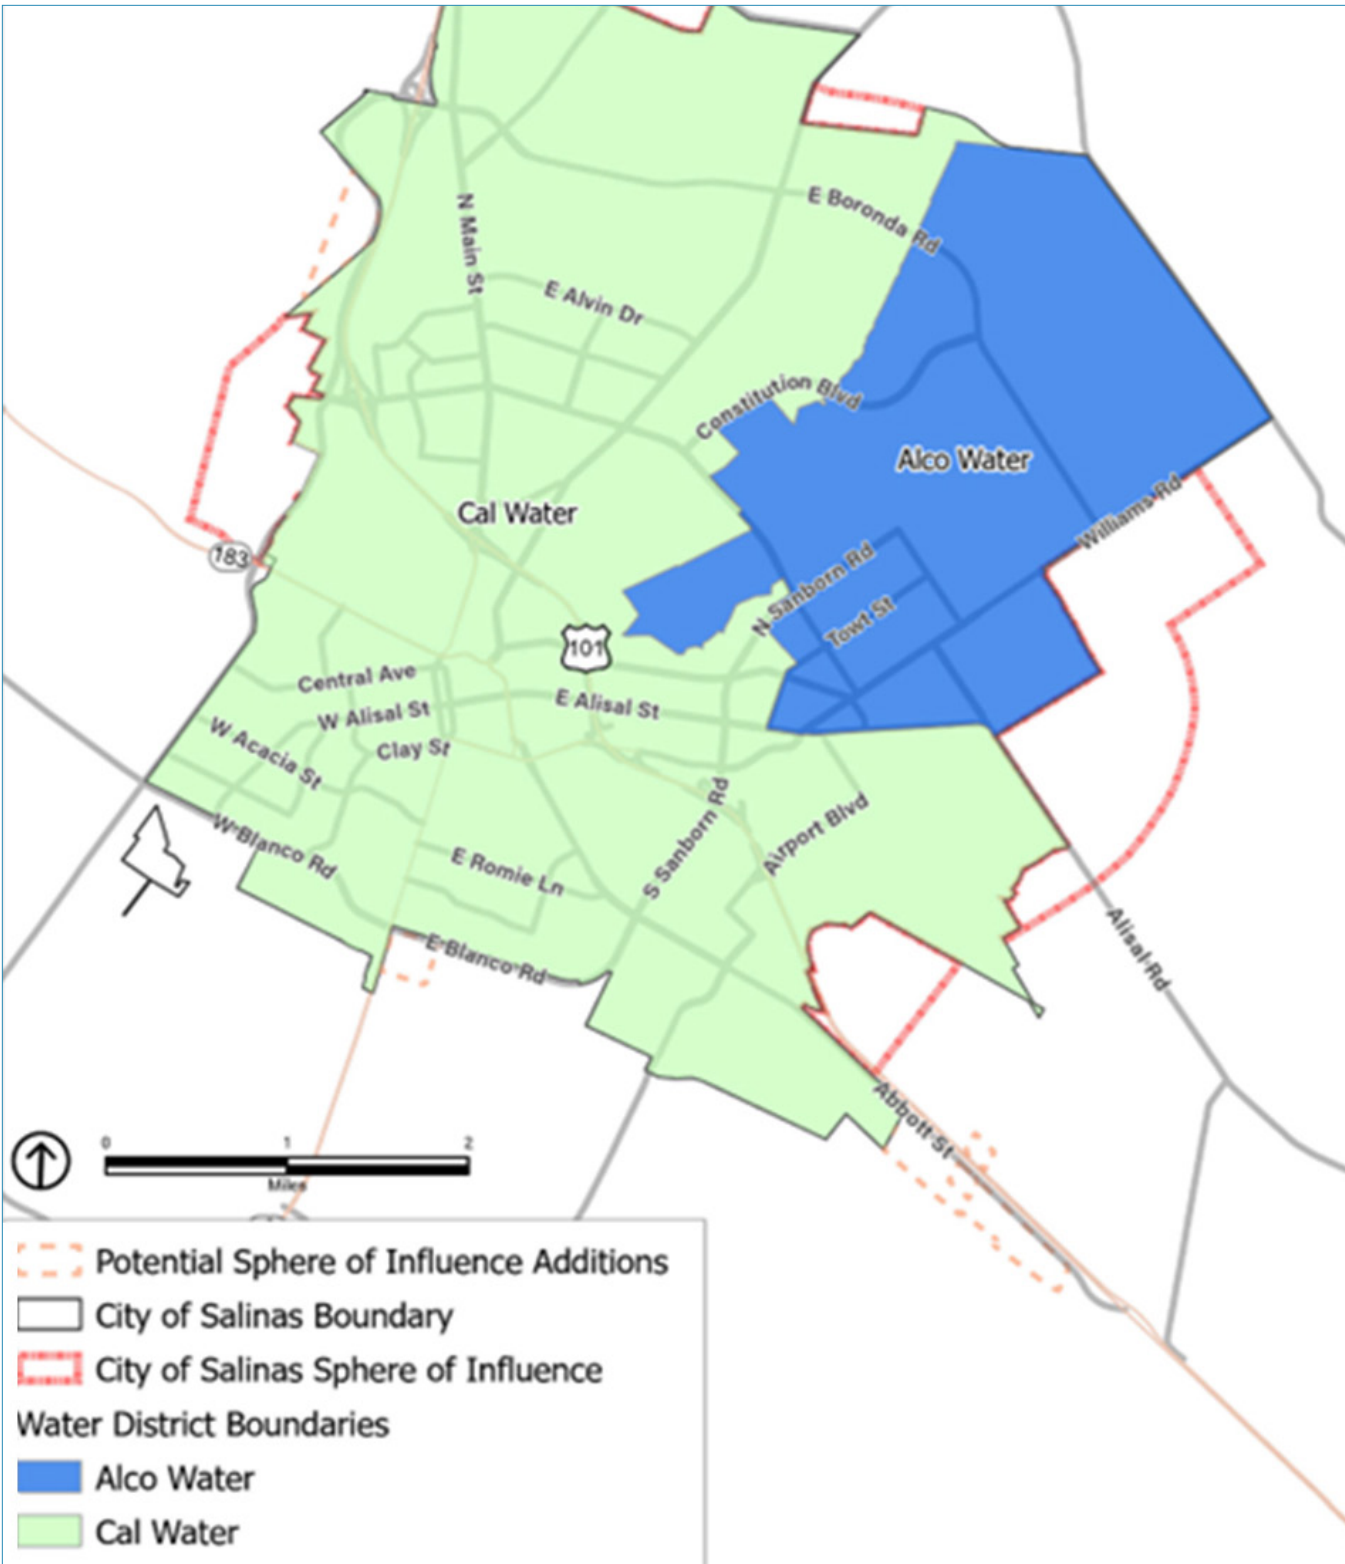 E Boronda Rd
N Main St
E Alvin Dr
Constitution Blvd
Alco Water
Cal Water
Williams Rd
183
N Sanborn Rd
Towt St
101
Central Ave
E Alisal St
W Alisal St
W Acacia St
Clay St
S Sanborn Rd
Airport Blvd
W Blanco Rd
E Romie Ln
E Blanco Rd
Alisal Rd
Abbott St
0 1 2
Miles
Potential Sphere of Influence Additions
City of Salinas Boundary
City of Salinas Sphere of Influence
Water District Boundaries
Alco Water
Cal Water